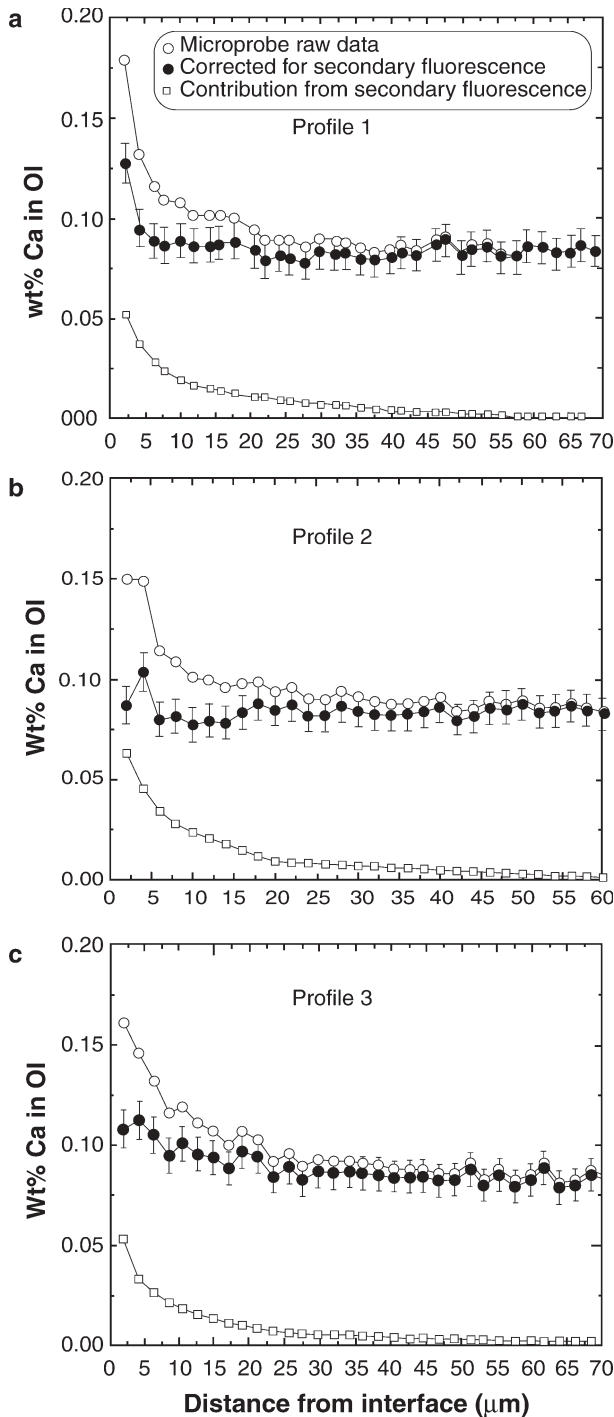 a
0.20
Microprobe raw data
Corrected for secondary fluorescence
Contribution from secondary fluorescence
Profile 1
0.15
0.10
0.05
000
wt% Ca in Ol
0 5 10 15 20 25 30 35 40 45 50 55 60 65 70
b
0.20
Profile 2
0.15
0.10
0.05
0.00
Wt% Ca in Ol
0 5 10 15 20 25 30 35 40 45 50 55 60
c
0.20
Profile 3
0.15
0.10
0.05
0.00
Wt% Ca in Ol
0 5 10 15 20 25 30 35 40 45 50 55 60 65 70
Distance from interface (μm)